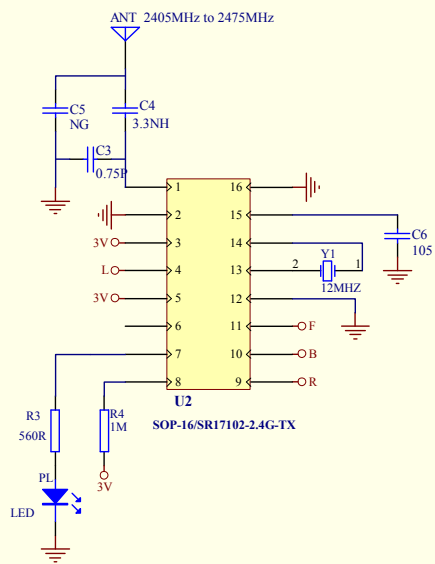 ANT 2405MHz to 2475MHz
C5
NG
C4
3.3NH
C3
0.75P
1
16
2
15
3V
3
14
Y1
2
1
C6
105
L
4
13
12MHZ
3V
5
12
6
11
F
7
10
B
8
9
R
U2
SOP-16/SR17102-2.4G-TX
R3
560R
R4
1M
3V
PL
LED